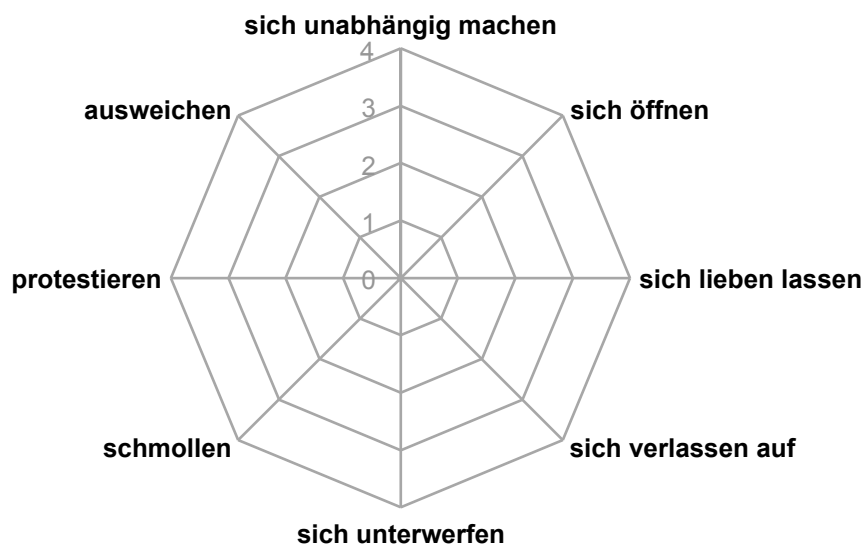 sich unabhängig machen
4
ausweichen
3
sich öffnen
2
1
protestieren
0
sich lieben lassen
schmollen
sich verlassen auf
sich unterwerfen